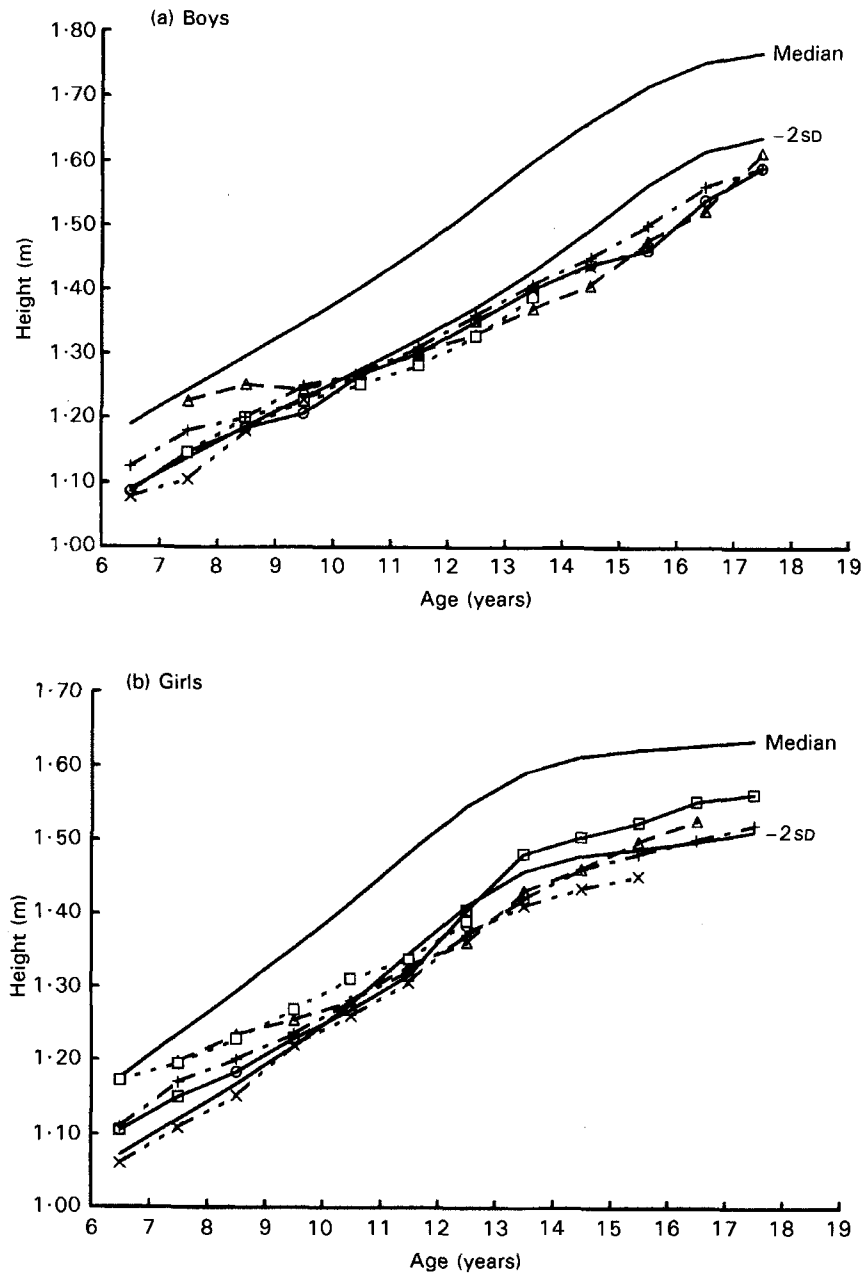 (a) Boys
1·80
1·70
1·60
1·50
1·40
1·30
1·20
1·10
1·00
Height (m)
Median
−2SD
6 7 8 9 10 11 12 13 14 15 16 17 18 19
Age (years)
(b) Girls
1·70
1·60
1·50
1·40
1·30
1·20
1·10
1·00
Height (m)
Median
−2SD
6 7 8 9 10 11 12 13 14 15 16 17 18 19
Age (years)